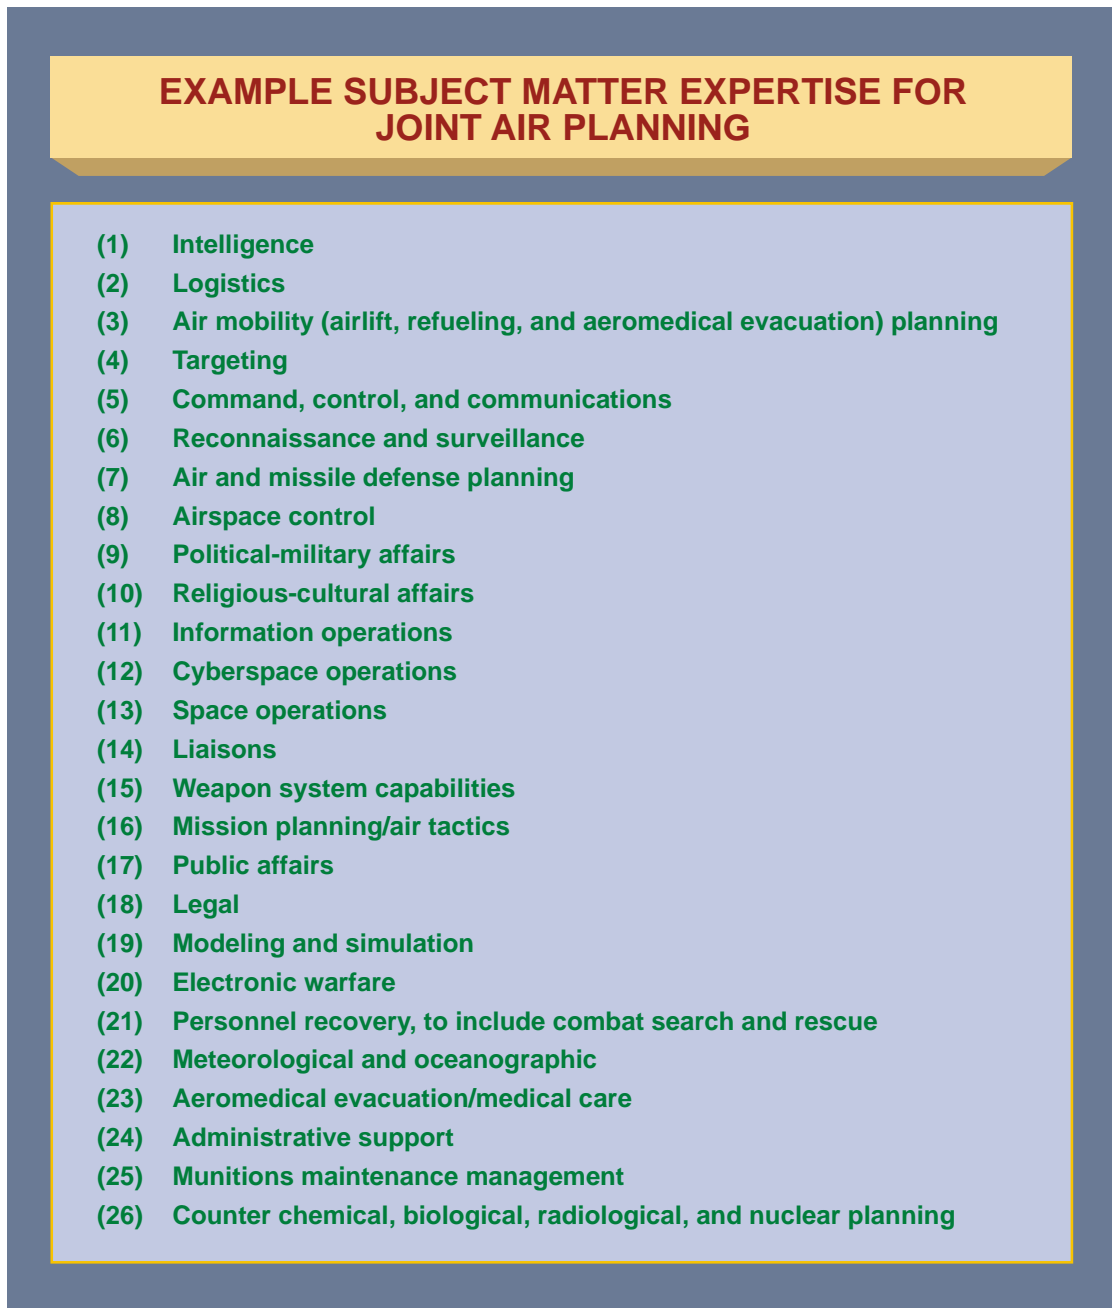 EXAMPLE SUBJECT MATTER EXPERTISE FOR
JOINT AIR PLANNING
(1) Intelligence
(2) Logistics
(3) Air mobility (airlift, refueling, and aeromedical evacuation) planning
(4) Targeting
(5) Command, control, and communications
(6) Reconnaissance and surveillance
(7) Air and missile defense planning
(8) Airspace control
(9) Political-military affairs
(10) Religious-cultural affairs
(11) Information operations
(12) Cyberspace operations
(13) Space operations
(14) Liaisons
(15) Weapon system capabilities
(16) Mission planning/air tactics
(17) Public affairs
(18) Legal
(19) Modeling and simulation
(20) Electronic warfare
(21) Personnel recovery, to include combat search and rescue
(22) Meteorological and oceanographic
(23) Aeromedical evacuation/medical care
(24) Administrative support
(25) Munitions maintenance management
(26) Counter chemical, biological, radiological, and nuclear planning